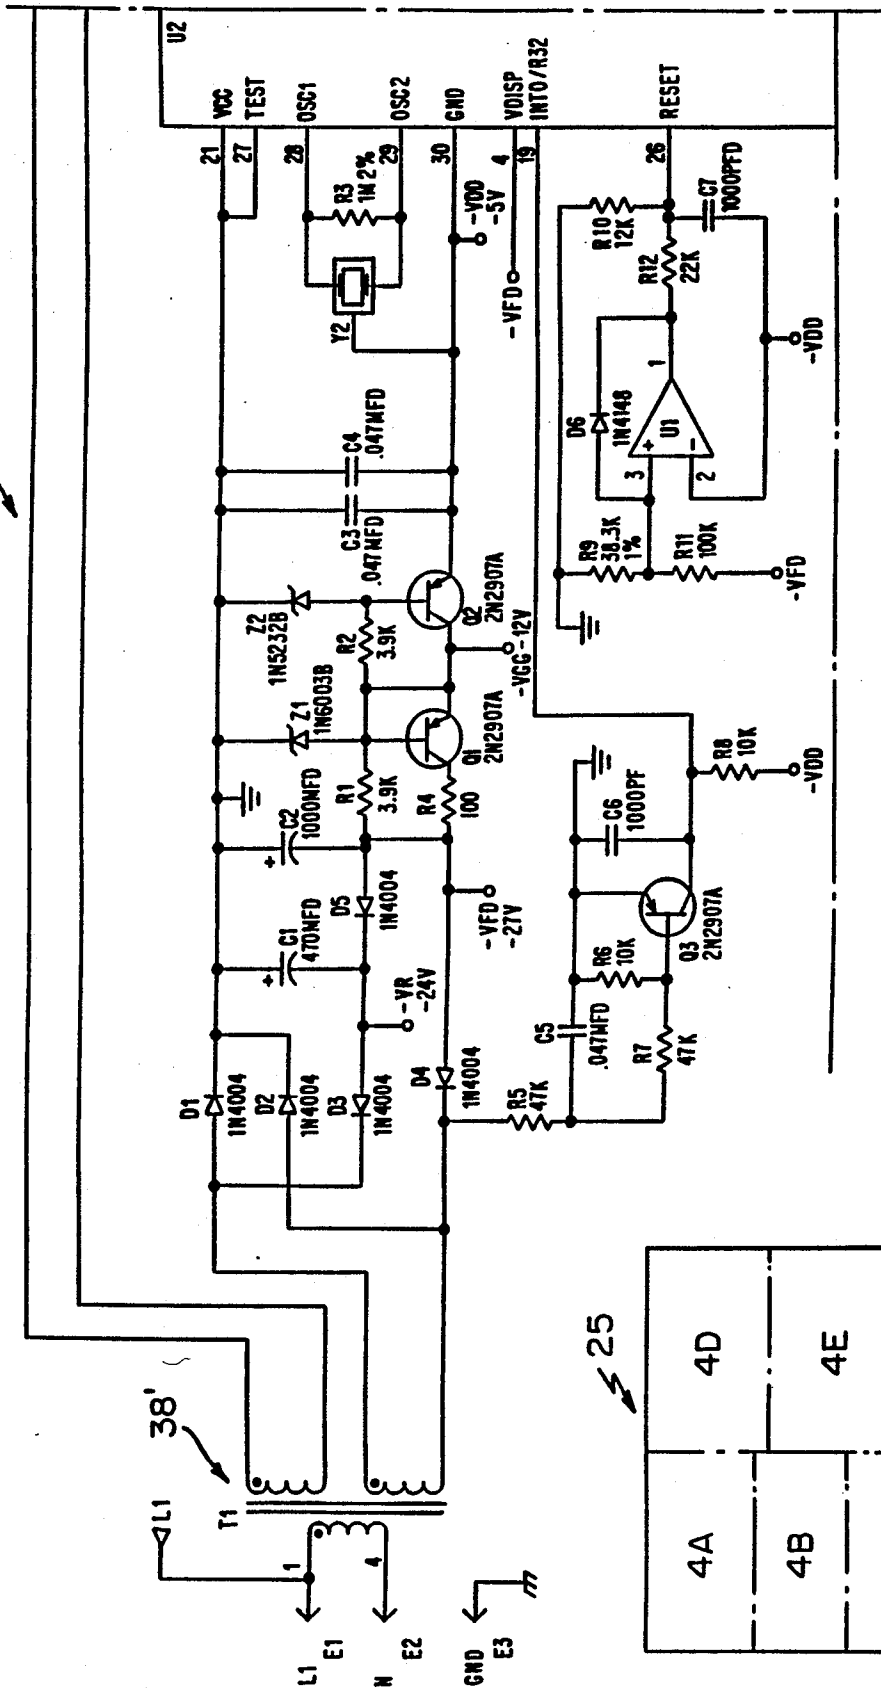 U2
VCC
TEST
OSC1
OSC2
GND
VDISP
INTO/R32
RESET
21
27
28
29
30
4
19
26
R3
1M 2%
Y2
-VDD
-5V
-VFD
R10
12K
C7
1000PFD
R12
22K
D6
1N4148
1
U1
+
-
3
2
-VDD
C4
.047MFD
C3
.047MFD
Z2
1N5232B
R2
3.9K
Q2
2N2907A
-VGG-12V
Z1
1N6003B
Q1
2N2907A
R9
38.3K
1%
R11
100K
-VFD
+
C2
1000MFD
R1
3.9K
R4
100
D5
1N4004
-VFD
-27V
+
C1
470MFD
-VR
-24V
C6
1000PF
R8
10K
-VDD
R6
10K
Q3
2N2907A
C5
.047MFD
R7
47K
R5
47K
D1
1N4004
D2
1N4004
D3
1N4004
D4
1N4004
38'
T1
L1
1
4
L1
E1
N
E2
GND
E3
25
4A
4D
4B
4E